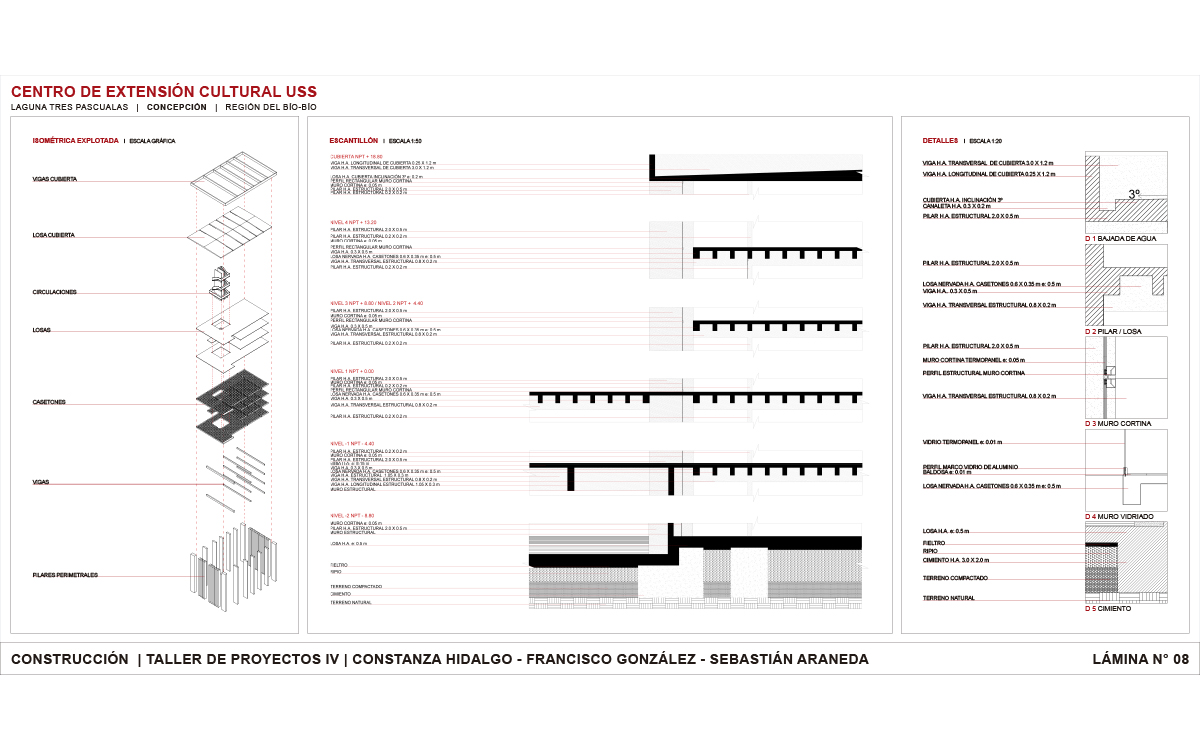 CENTRO DE EXTENSIÓN CULTURAL USS
LAGUNA TRES PASCUALAS | CONCEPCIÓN | REGIÓN DEL BÍO-BÍO
ISOMÉTRICA EXPLOTADA | ESCALA GRÁFICA
VIGAS CUBIERTA
LOSA CUBIERTA
CIRCULACIONES
LOSAS
CASETONES
VIGAS
PILARES PERIMETRALES
ESCANTILLÓN | ESCALA 1:50
CUBIERTA NPT + 18.80
VIGA H.A. LONGITUDINAL DE CUBIERTA 0.25 X 1.2 m
VIGA H.A. TRANSVERSAL DE CUBIERTA 3.0 X 1.2 m
LOSA H.A. CUBIERTA INCLINACIÓN 3º e: 0.2 m
PERFIL RECTANGULAR MURO CORTINA
MURO CORTINA e: 0.05 m
PILAR H.A. ESTRUCTURAL 2.0 X 0.5 m
PILAR H.A. ESTRUCTURAL 0.2 X 0.2 m
NIVEL 4 NPT + 13.20
PILAR H.A. ESTRUCTURAL 2.0 X 0.5 m
PILAR H.A. ESTRUCTURAL 0.2 X 0.2 m
MURO CORTINA e: 0.05 m
PERFIL RECTANGULAR MURO CORTINA
VIGA H.A. 0.3 X 0.5 m
LOSA NERVADA H.A. CASETONES 0.6 X 0.35 m e: 0.5 m
VIGA H.A. TRANSVERSAL ESTRUCTURAL 0.8 X 0.2 m
PILAR H.A. ESTRUCTURAL 0.2 X 0.2 m
NIVEL 3 NPT + 8.80 / NIVEL 2 NPT + 4.40
PILAR H.A. ESTRUCTURAL 2.0 X 0.5 m
MURO CORTINA e: 0.05 m
PERFIL RECTANGULAR MURO CORTINA
VIGA H.A. 0.3 X 0.5 m
LOSA NERVADA H.A. CASETONES 0.6 X 0.35 m e: 0.5 m
VIGA H.A. TRANSVERSAL ESTRUCTURAL 0.8 X 0.2 m
PILAR H.A. ESTRUCTURAL 0.2 X 0.2 m
NIVEL 1 NPT + 0.00
PILAR H.A. ESTRUCTURAL 2.0 X 0.5 m
MURO CORTINA e: 0.05 m
PILAR H.A. ESTRUCTURAL 0.2 X 0.2 m
PERFIL RECTANGULAR MURO CORTINA
LOSA NERVADA H.A. CASETONES 0.6 X 0.35 m e: 0.5 m
VIGA H.A. 0.3 X 0.5 m
VIGA H.A. TRANSVERSAL ESTRUCTURAL 0.8 X 0.2 m
PILAR H.A. ESTRUCTURAL 0.2 X 0.2 m
NIVEL -1 NPT - 4.40
PILAR H.A. ESTRUCTURAL 0.2 X 0.2 m
MURO CORTINA e: 0.05 m
PILAR H.A. ESTRUCTURAL 2.0 X 0.5 m
VIGA H.A. 0.3 X 0.5 m
LOSA NERVADA H.A. CASETONES 0.6 X 0.35 m e: 0.5 m
VIGA H.A. TRANSVERSAL ESTRUCTURAL 0.8 X 0.2 m
VIGA H.A. LONGITUDINAL ESTRUCTURAL 1.05 X 0.3 m
MURO ESTRUCTURAL
NIVEL -2 NPT - 8.80
MURO CORTINA e: 0.05 m
PILAR H.A. ESTRUCTURAL 2.0 X 0.5 m
MURO ESTRUCTURAL
LOSA H.A. e: 0.5 m
FIELTRO
RIPIO
TERRENO COMPACTADO
CIMIENTO
TERRENO NATURAL
DETALLES | ESCALA 1:20
VIGA H.A. TRANSVERSAL DE CUBIERTA 3.0 X 1.2 m
VIGA H.A. LONGITUDINAL DE CUBIERTA 0.25 X 1.2 m
CUBIERTA H.A. INCLINACIÓN 3º
CANALETA H.A. 0.3 X 0.2 m
PILAR H.A. ESTRUCTURAL 2.0 X 0.5 m
3º
D 1 BAJADA DE AGUA
PILAR H.A. ESTRUCTURAL 2.0 X 0.5 m
LOSA NERVADA H.A. CASETONES 0.6 X 0.35 m e: 0.5 m
VIGA H.A. 0.3 X 0.5 m
VIGA H.A. TRANSVERSAL ESTRUCTURAL 0.8 X 0.2 m
D 2 PILAR / LOSA
PILAR H.A. ESTRUCTURAL 2.0 X 0.5 m
MURO CORTINA TERMOPANEL e: 0.05 m
PERFIL ESTRUCTURAL MURO CORTINA
VIGA H.A. TRANSVERSAL ESTRUCTURAL 0.8 X 0.2 m
D 3 MURO CORTINA
VIDRIO TERMOPANEL e: 0.01 m
PERFIL MARCO VIDRIO DE ALUMINIO
BALDOSA e: 0.01 m
LOSA NERVADA H.A. CASETONES 0.6 X 0.35 m e: 0.5 m
D 4 MURO VIDRIADO
LOSA H.A. e: 0.5 m
FIELTRO
RIPIO
CIMIENTO H.A. 3.0 X 2.0 m
TERRENO COMPACTADO
TERRENO NATURAL
D 5 CIMIENTO
CONSTRUCCIÓN | TALLER DE PROYECTOS IV | CONSTANZA HIDALGO - FRANCISCO GONZÁLEZ - SEBASTIÁN ARANEDA
LÁMINA N° 08